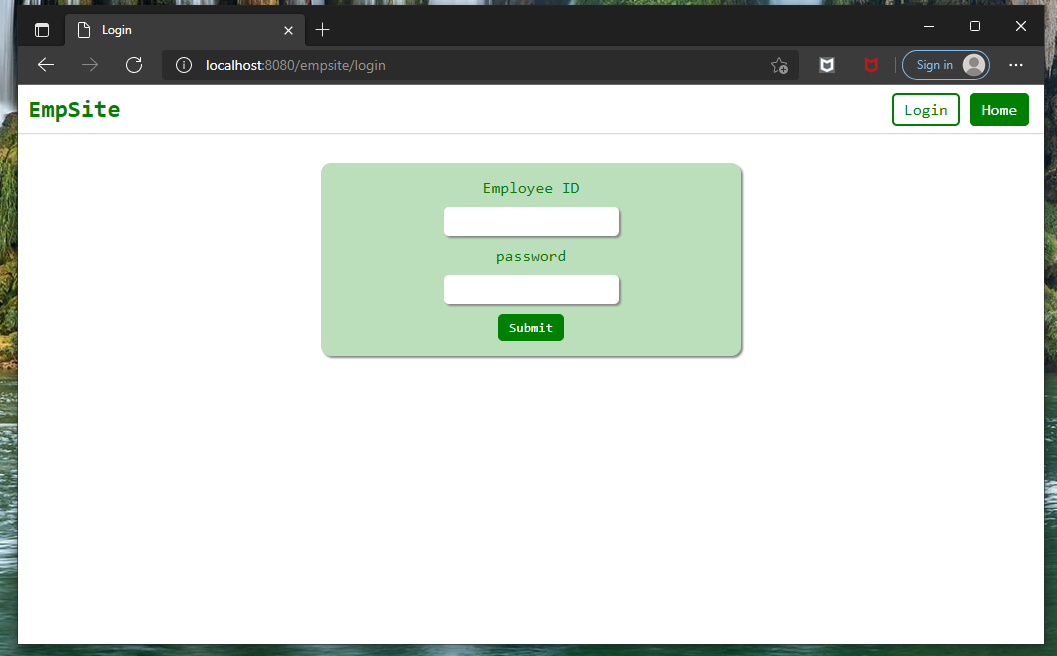 Login
localhost:8080/empsite/login
Sign in
EmpSite
Login
Home
Employee ID
password
Submit